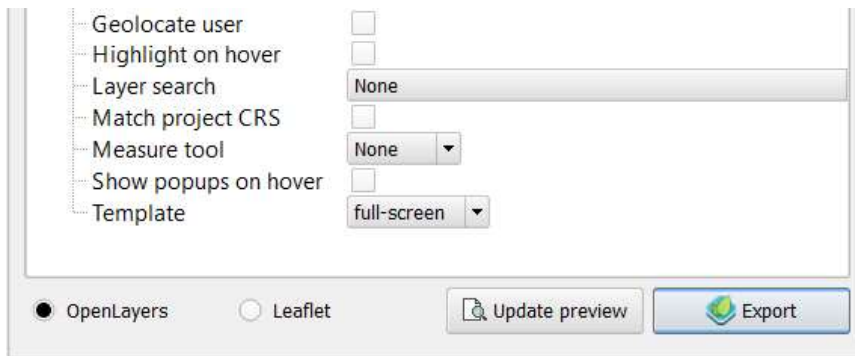 Geolocate user
Highlight on hover
Layer search None
Match project CRS
Measure tool None
Show popups on hover
Template full-screen
OpenLayers Leaflet Update preview Export